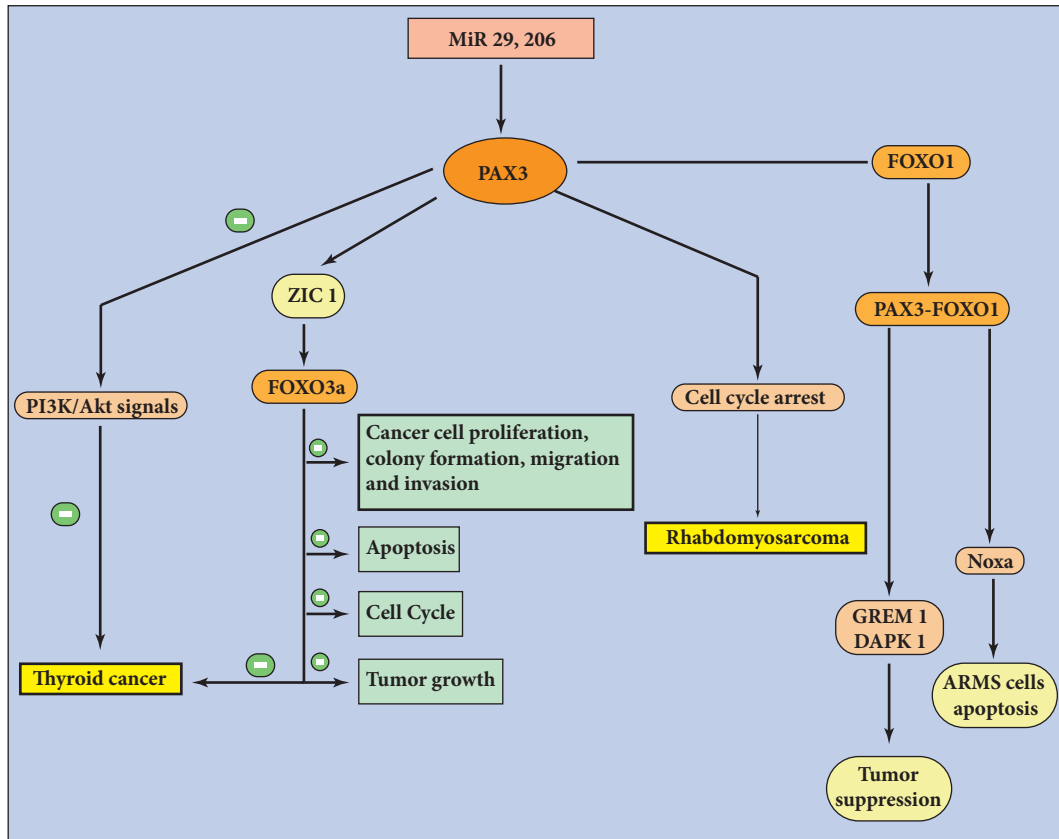 MiR 29, 206
PAX3
FOXO1
ZIC 1
PAX3-FOXO1
FOXO3a
PI3K/Akt signals
Cell cycle arrest
Cancer cell proliferation,
colony formation, migration
and invasion
Rhabdomyosarcoma
Apoptosis
Noxa
Cell Cycle
GREM 1
DAPK 1
Thyroid cancer
Tumor growth
ARMS cells
apoptosis
Tumor
suppression